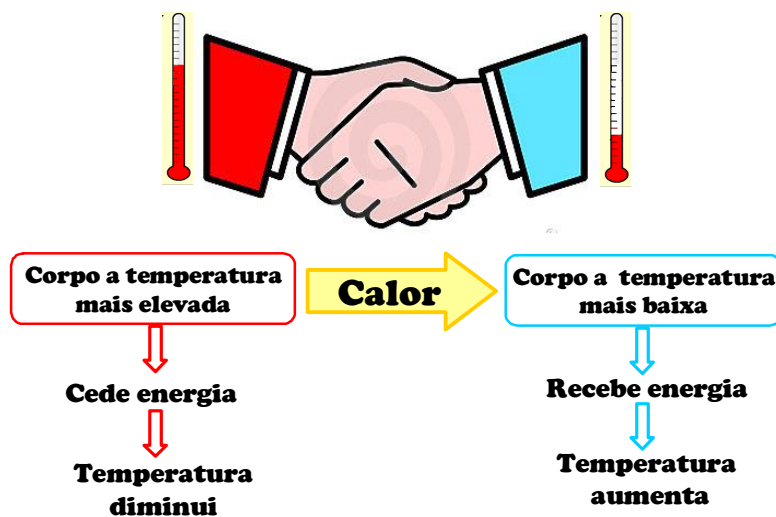 Corpo a temperatura
mais elevada
Calor
Corpo a temperatura
mais baixa
Cede energia
Recebe energia
Temperatura
diminui
Temperatura
aumenta